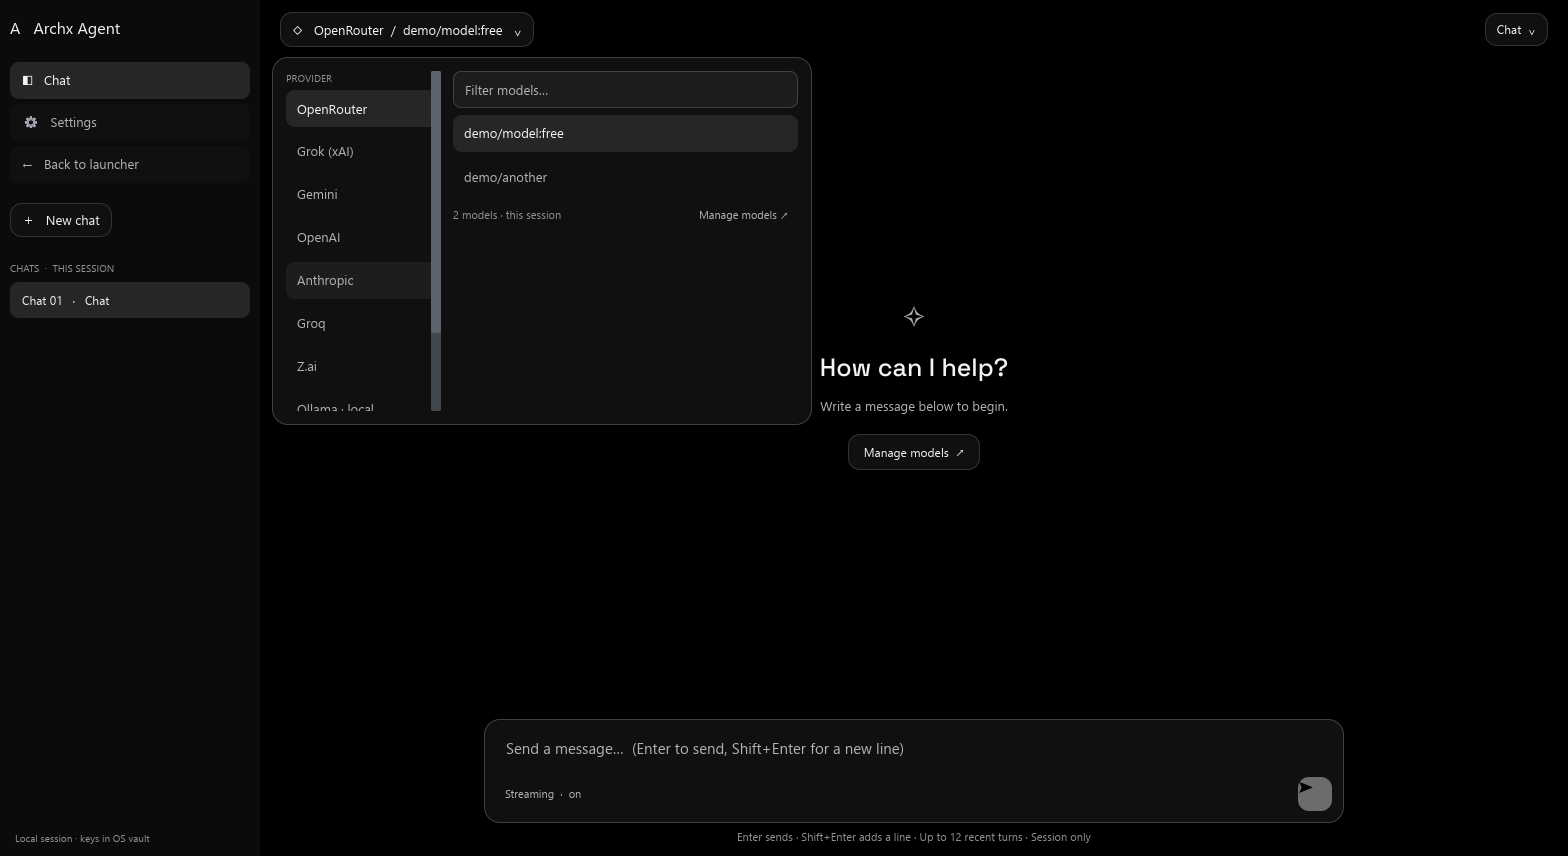 A Archx Agent
Chat
Settings
← Back to launcher
+ New chat
CHATS · THIS SESSION
Chat 01 · Chat
Local session · keys in OS vault
◇ OpenRouter / demo/model:free v
Chat v
PROVIDER
OpenRouter
Grok (xAI)
Gemini
OpenAI
Anthropic
Groq
Z.ai
Ollama · local
Filter models...
demo/model:free
demo/another
2 models · this session
Manage models ↗
How can I help?
Write a message below to begin.
Manage models ↗
Send a message... (Enter to send, Shift+Enter for a new line)
Streaming · on
Enter sends · Shift+Enter adds a line · Up to 12 recent turns · Session only